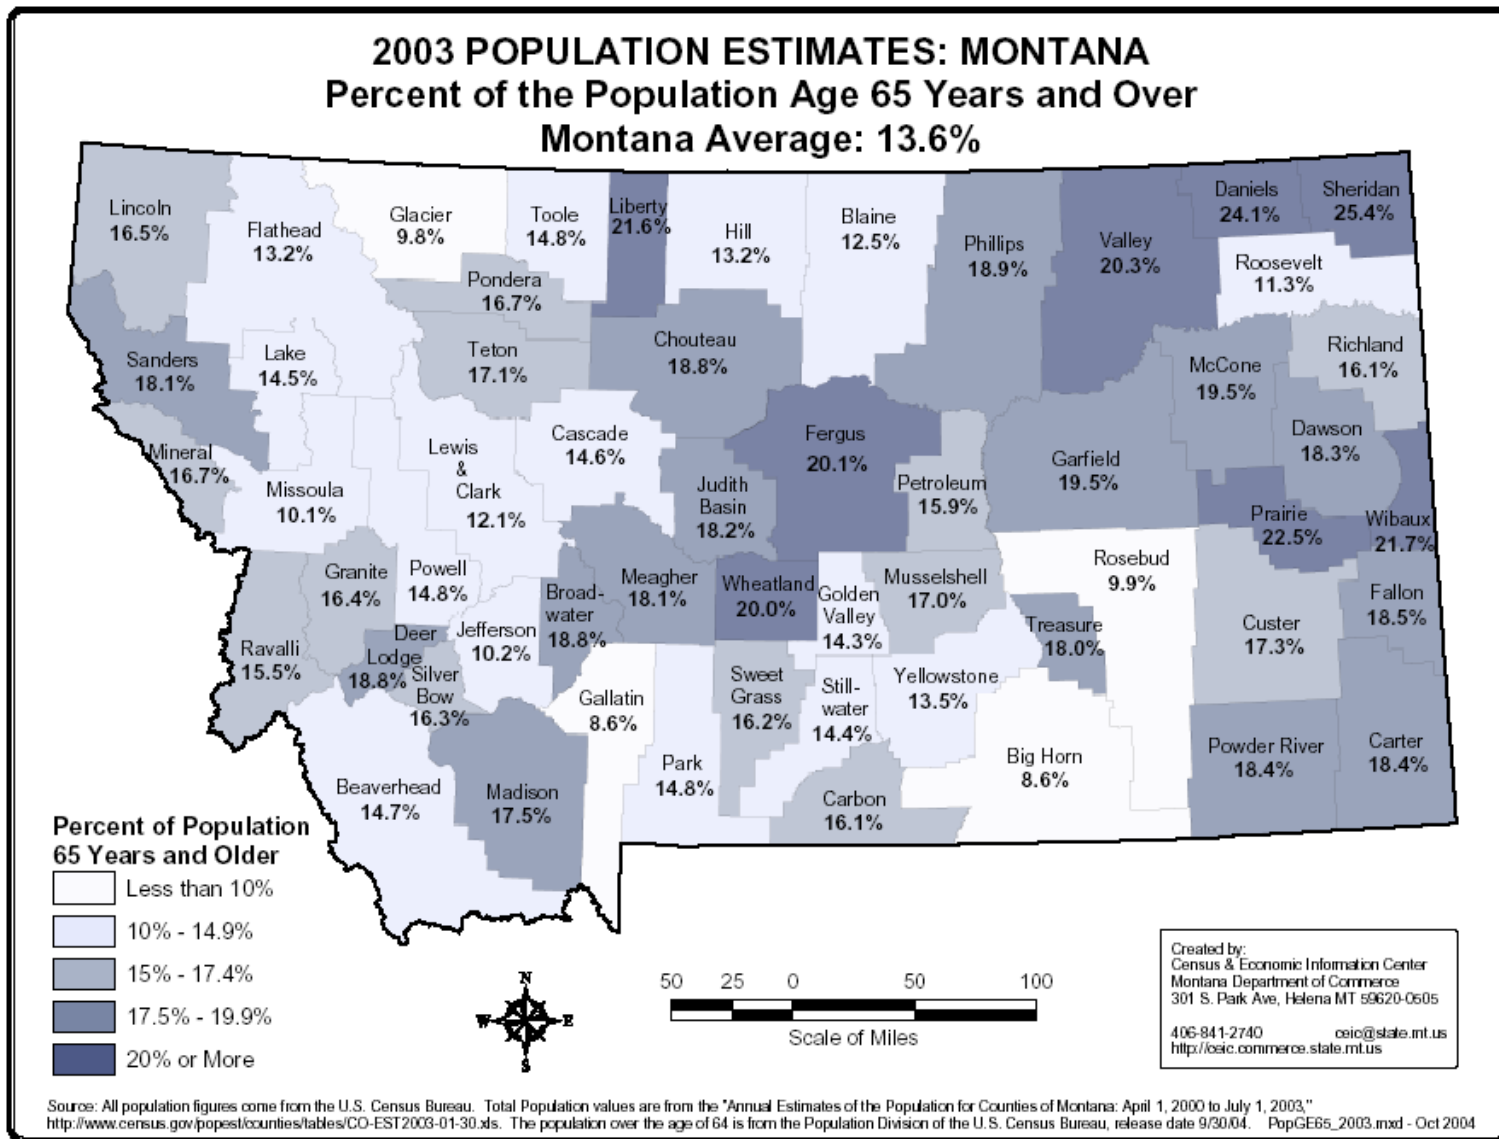 2003 POPULATION ESTIMATES: MONTANA
Percent of the Population Age 65 Years and Over
Montana Average: 13.6%
Lincoln
16.5%
Flathead
13.2%
Glacier
9.8%
Toole
14.8%
Liberty
21.6%
Hill
13.2%
Blaine
12.5%
Phillips
18.9%
Valley
20.3%
Daniels
24.1%
Sheridan
25.4%
Roosevelt
11.3%
Pondera
16.7%
Teton
17.1%
Chouteau
18.8%
Sanders
18.1%
Lake
14.5%
McCone
19.5%
Richland
16.1%
Dawson
18.3%
Mineral
16.7%
Missoula
10.1%
Lewis
&
Clark
12.1%
Cascade
14.6%
Judith
Basin
18.2%
Fergus
20.1%
Petroleum
15.9%
Garfield
19.5%
Prairie
22.5%
Wibaux
21.7%
Granite
16.4%
Powell
14.8%
Broad-
water
18.8%
Meagher
18.1%
Wheatland
20.0%
Golden
Valley
14.3%
Musselshell
17.0%
Rosebud
9.9%
Treasure
18.0%
Custer
17.3%
Fallon
18.5%
Ravalli
15.5%
Deer
Lodge
18.8%
Silver
Bow
16.3%
Jefferson
10.2%
Gallatin
8.6%
Park
14.8%
Sweet
Grass
16.2%
Still-
water
14.4%
Yellowstone
13.5%
Big Horn
8.6%
Powder River
18.4%
Carter
18.4%
Beaverhead
14.7%
Madison
17.5%
Carbon
16.1%
Percent of Population
65 Years and Older
Less than 10%
10% - 14.9%
15% - 17.4%
17.5% - 19.9%
20% or More
N
W E
S
50 25 0 50 100
Scale of Miles
Created by:
Census & Economic Information Center
Montana Department of Commerce
301 S. Park Ave, Helena MT 59620-0505
406-841-2740 ceic@state.mt.us
http://ceic.commerce.state.mt.us
Source: All population figures come from the U.S. Census Bureau. Total Population values are from the "Annual Estimates of the Population for Counties of Montana: April 1, 2000 to July 1, 2003,"
http://www.census.gov/popest/counties/tables/CO-EST2003-01-30.xls. The population over the age of 64 is from the Population Division of the U.S. Census Bureau, release date 9/30/04. PopGE65_2003.mxd - Oct 2004